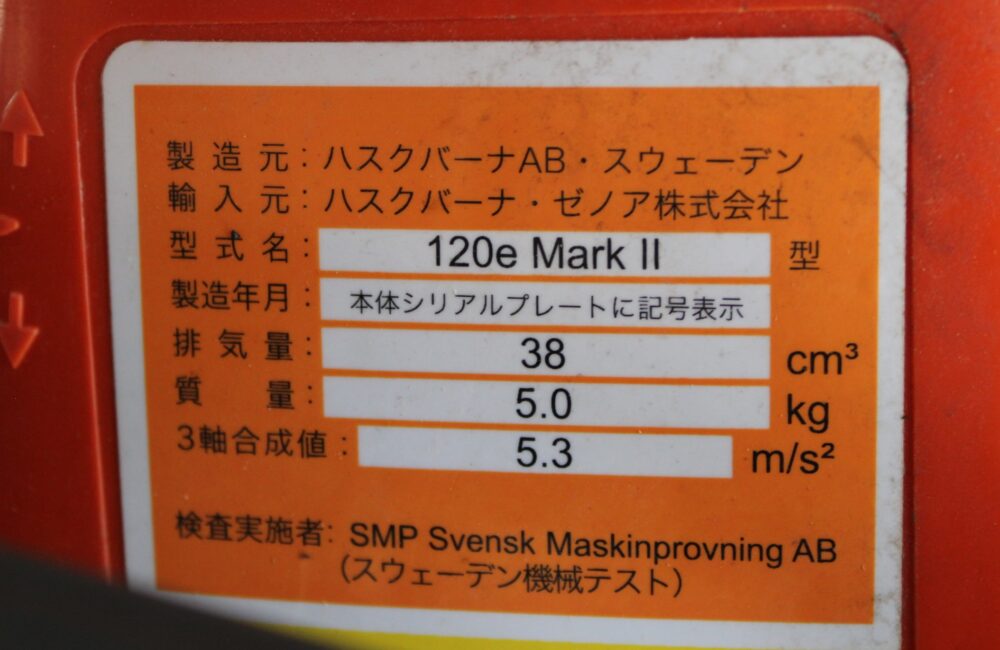 製造元：ハスクバーナAB・スウェーデン
輸入元：ハスクバーナ・ゼノア株式会社
型式名：120e Mark II 型
製造年月：本体シリアルプレートに記号表示
排気量：38 cm³
質量：5.0 kg
3軸合成値：5.3 m/s²
検査実施者：SMP Svensk Maskinprovning AB
（スウェーデン機械テスト）